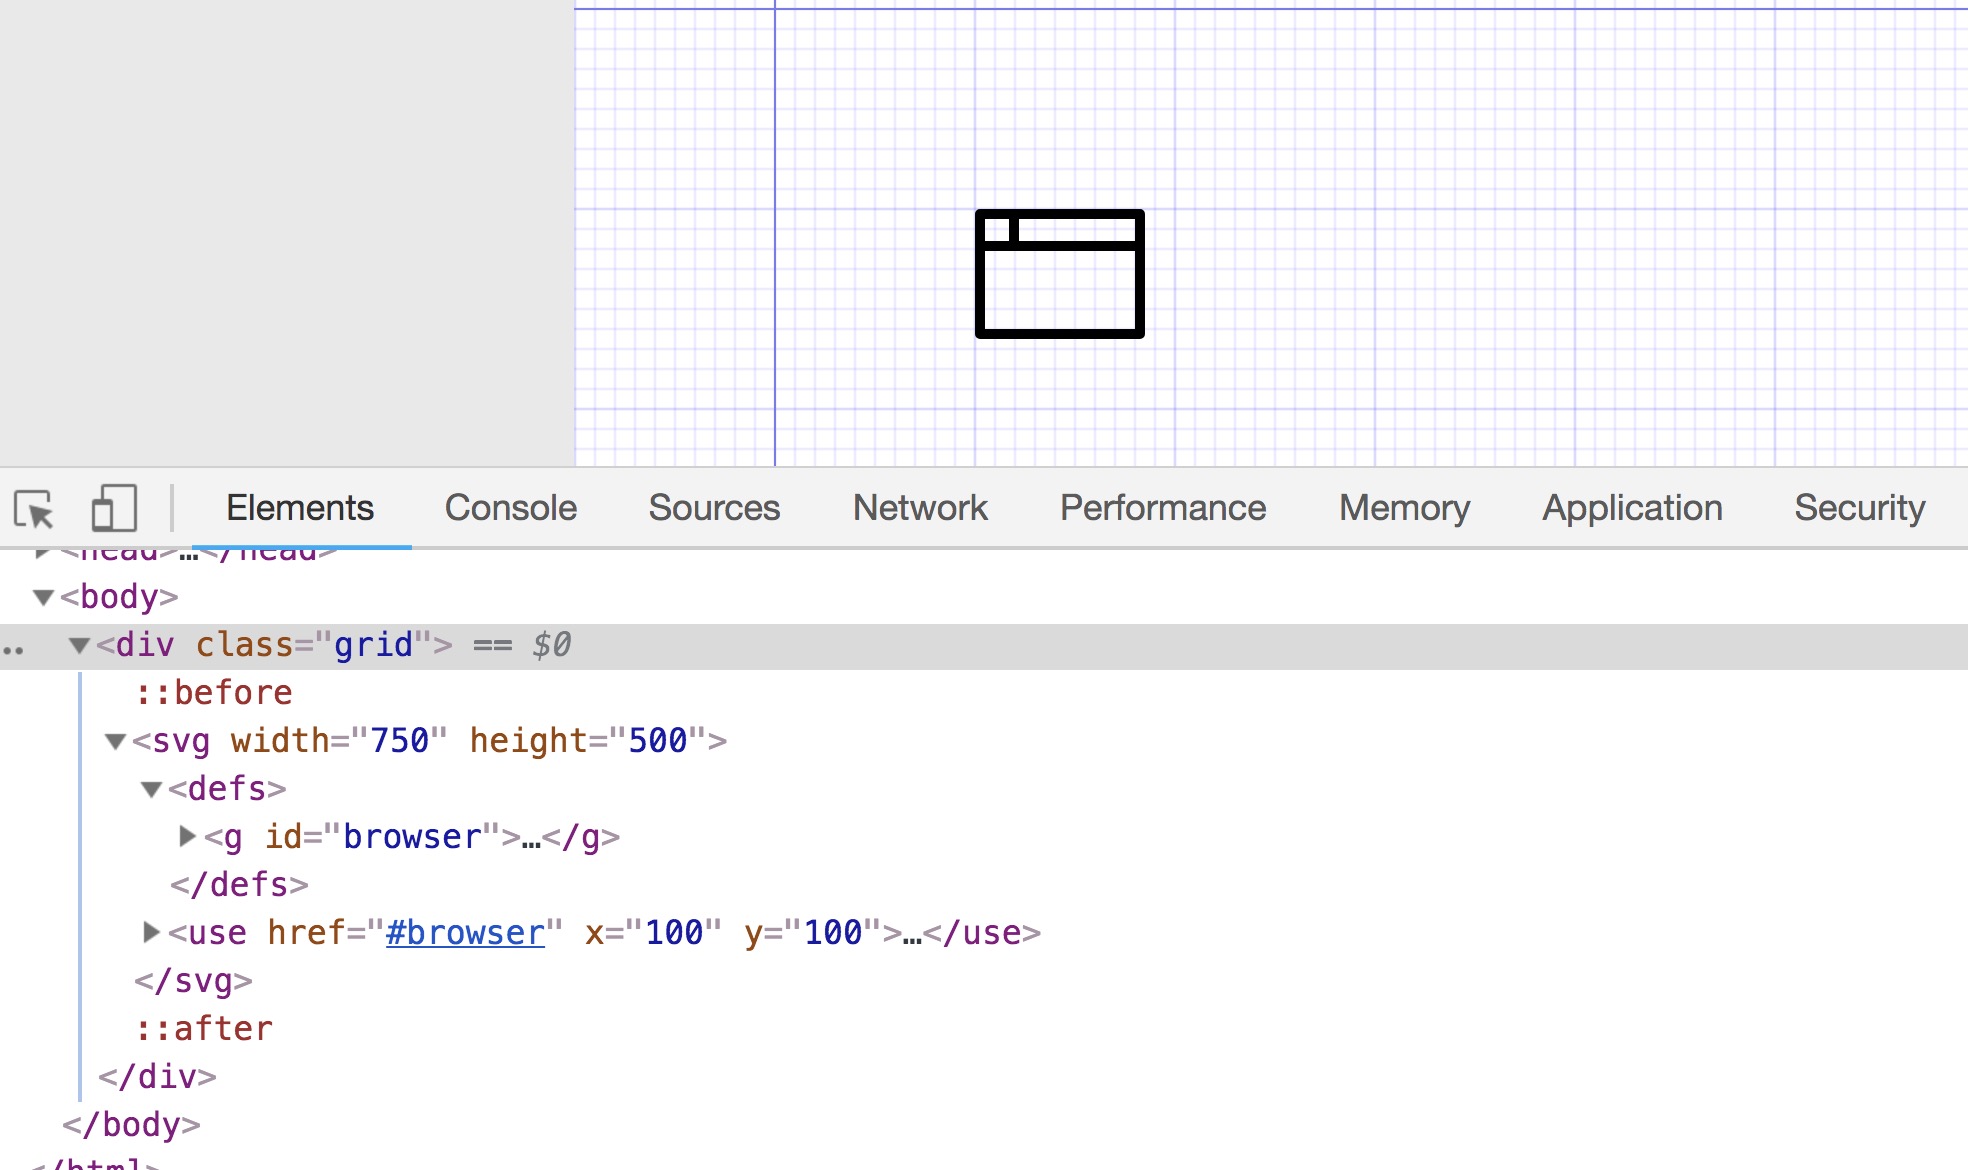 Elements Console Sources Network Performance Memory Application Security
<head>…</head>
<body>
<div class="grid"> == $0
::before
<svg width="750" height="500">
<defs>
<g id="browser">…</g>
</defs>
<use href="#browser" x="100" y="100">…</use>
</svg>
::after
</div>
</body>
</html>